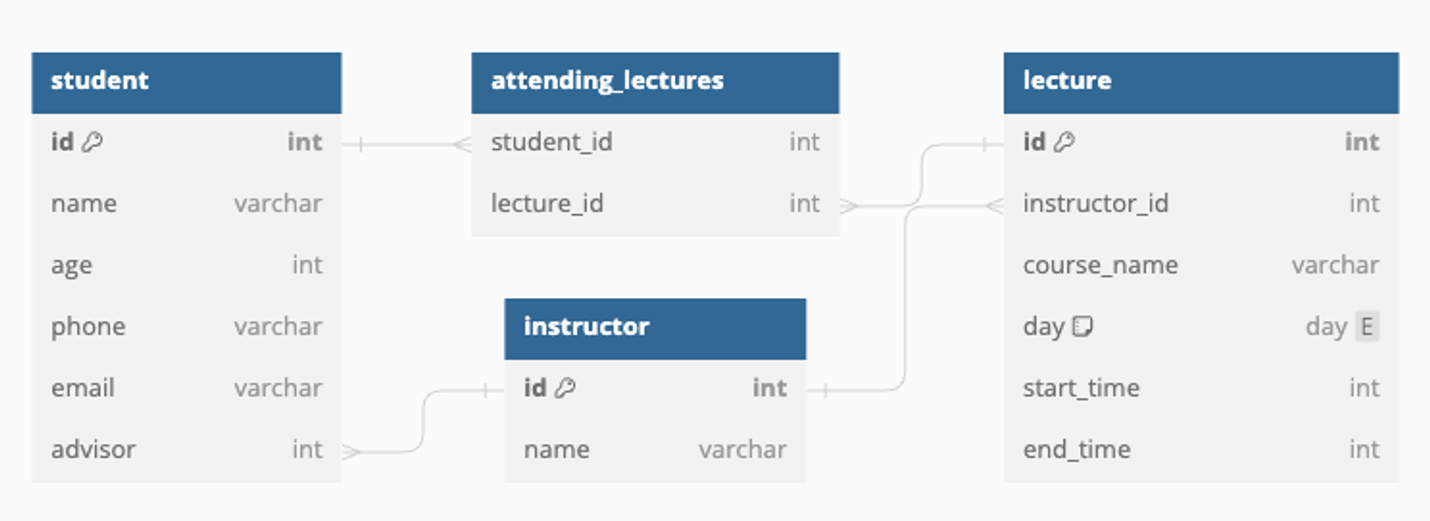 student
id int
name varchar
age int
phone varchar
email varchar
advisor int
attending_lectures
student_id int
lecture_id int
instructor
id int
name varchar
lecture
id int
instructor_id int
course_name varchar
day day E
start_time int
end_time int